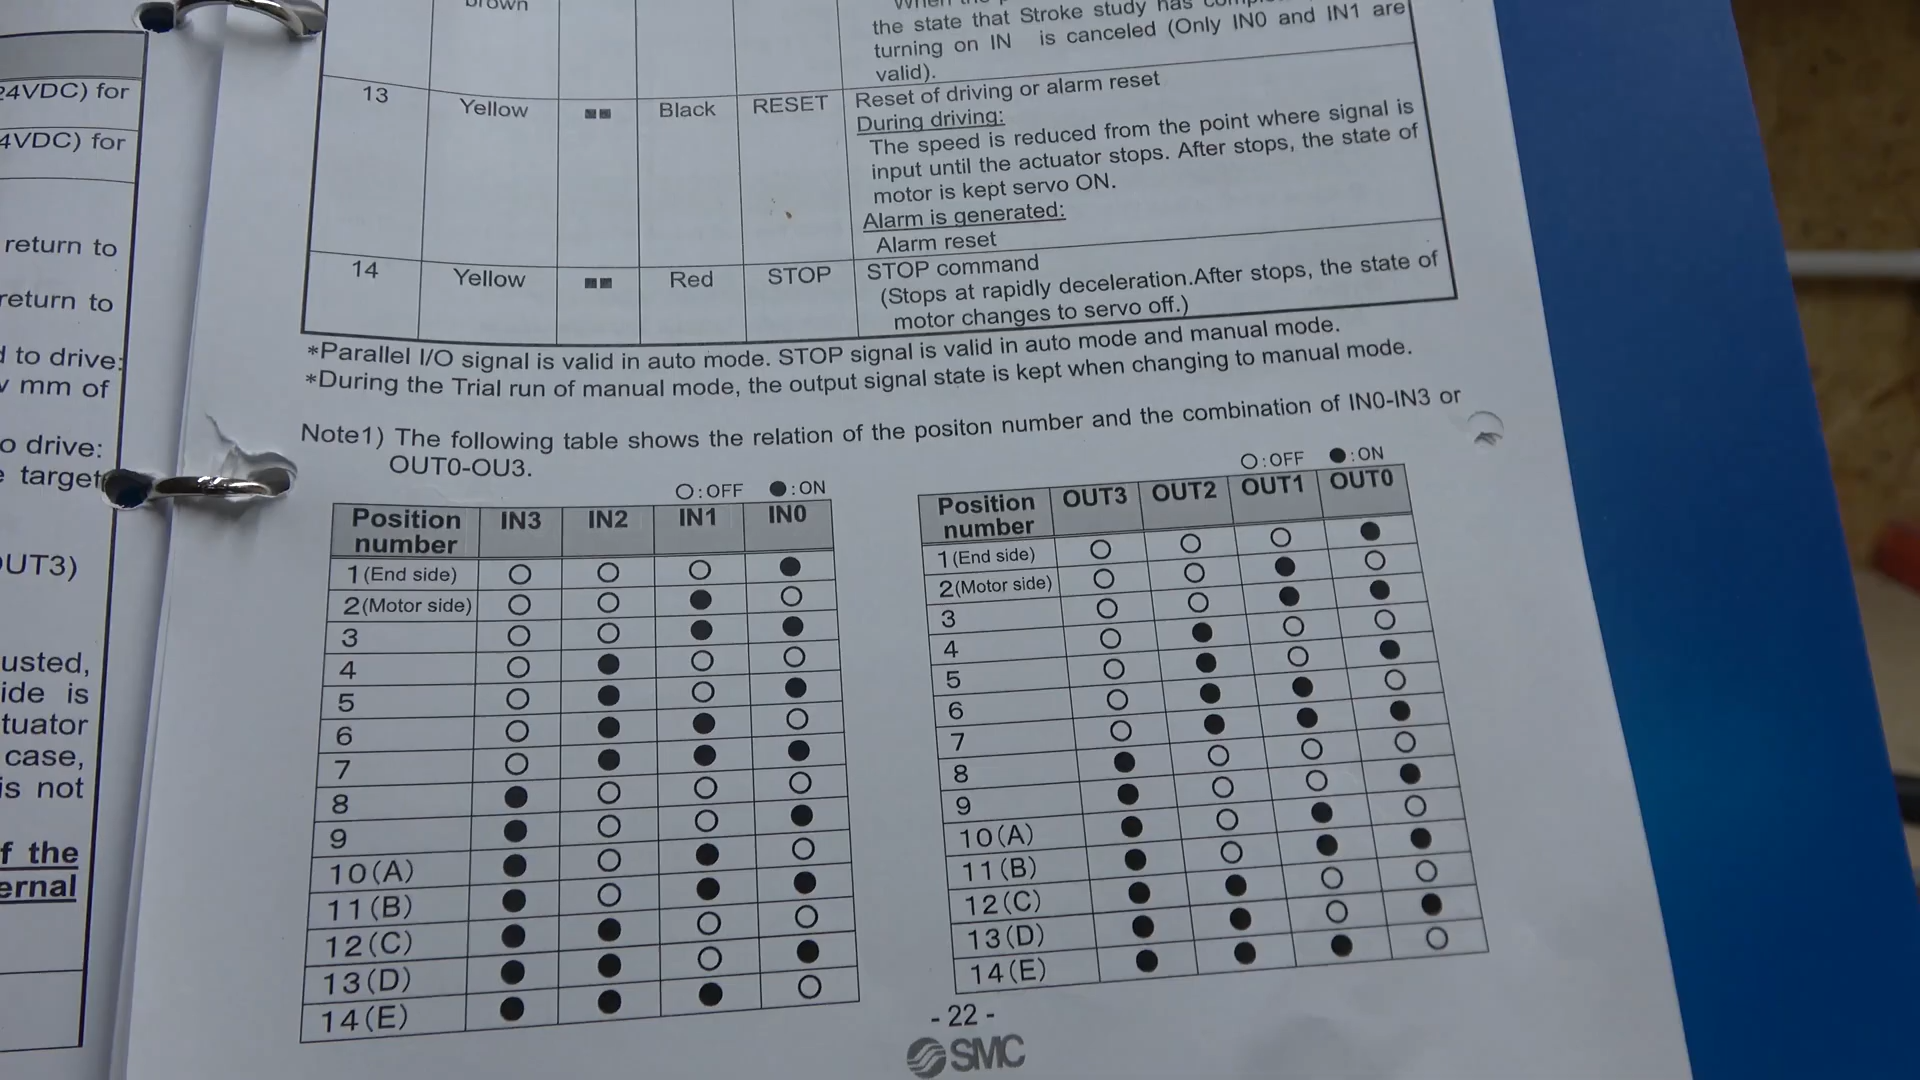 24VDC) for
4VDC) for
return to
return to
to drive:
mm of
o drive:
target
OUT3)
usted,
ide is
tuator
case,
is not
f the
ernal
Brown
the state that Stroke study has
turning on IN is canceled (Only IN0 and IN1 are
valid).
13 Yellow ■■ Black RESET Reset of driving or alarm reset
During driving:
The speed is reduced from the point where signal is
input until the actuator stops. After stops, the state of
motor is kept servo ON.
Alarm is generated:
Alarm reset
14 Yellow ■■ Red STOP STOP command
(Stops at rapidly deceleration.After stops, the state of
motor changes to servo off.)
*Parallel I/O signal is valid in auto mode. STOP signal is valid in auto mode and manual mode.
*During the Trial run of manual mode, the output signal state is kept when changing to manual mode.
Note1) The following table shows the relation of the positon number and the combination of IN0-IN3 or
OUT0-OU3.
○:OFF ●:ON
Position number IN3 IN2 IN1 IN0
1(End side) ○ ○ ○ ●
2(Motor side) ○ ○ ● ○
3 ○ ○ ● ●
4 ○ ● ○ ○
5 ○ ● ○ ●
6 ○ ● ● ○
7 ○ ● ● ●
8 ● ○ ○ ○
9 ● ○ ○ ●
10(A) ● ○ ● ○
11(B) ● ○ ● ●
12(C) ● ● ○ ○
13(D) ● ● ○ ●
14(E) ● ● ● ○
○:OFF ●:ON
Position number OUT3 OUT2 OUT1 OUT0
1(End side) ○ ○ ○ ●
2(Motor side) ○ ○ ● ○
3 ○ ○ ● ●
4 ○ ● ○ ○
5 ○ ● ○ ●
6 ○ ● ● ○
7 ○ ● ● ●
8 ● ○ ○ ○
9 ● ○ ○ ●
10(A) ● ○ ● ○
11(B) ● ○ ● ●
12(C) ● ● ○ ○
13(D) ● ● ○ ●
14(E) ● ● ● ○
- 22 -
SMC